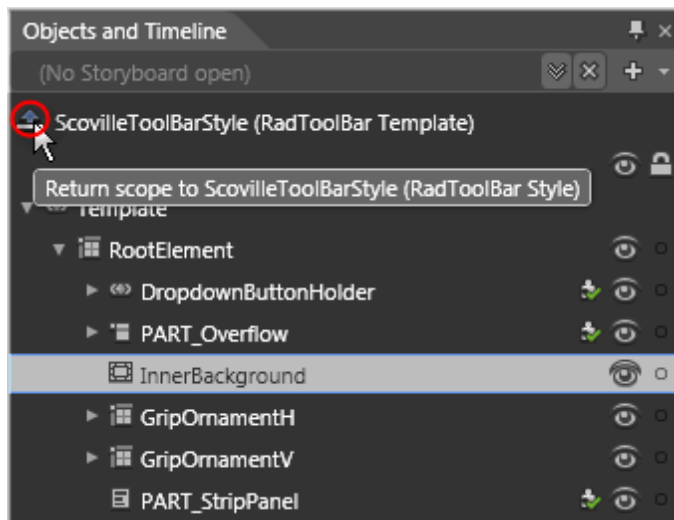 Objects and Timeline
(No Storyboard open)
ScovilleToolBarStyle (RadToolBar Template)
Return scope to ScovilleToolBarStyle (RadToolBar Style)
Template
RootElement
DropdownButtonHolder
PART_Overflow
InnerBackground
GripOrnamentH
GripOrnamentV
PART_StripPanel